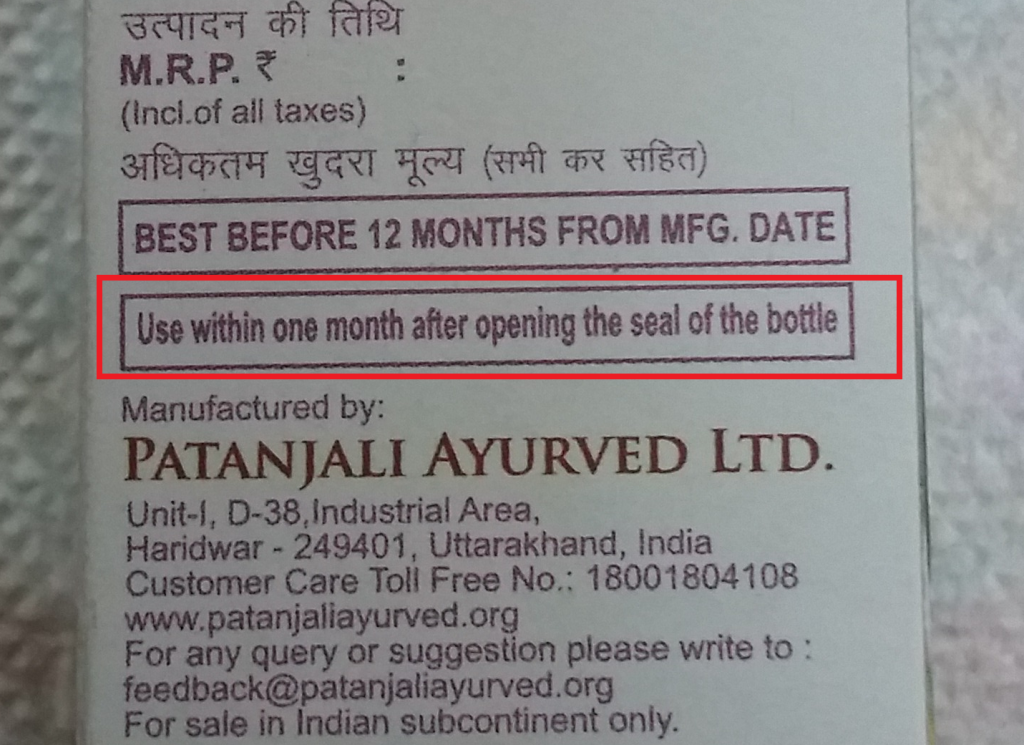 उत्पादन की तिथि
M.R.P. ₹ :
(Incl.of all taxes)
अधिकतम खुदरा मूल्य (सभी कर सहित)
BEST BEFORE 12 MONTHS FROM MFG. DATE
Use within one month after opening the seal of the bottle
Manufactured by:
PATANJALI AYURVED LTD.
Unit-I, D-38,Industrial Area,
Haridwar - 249401, Uttarakhand, India
Customer Care Toll Free No.: 18001804108
www.patanjaliayurved.org
For any query or suggestion please write to :
feedback@patanjaliayurved.org
For sale in Indian subcontinent only.